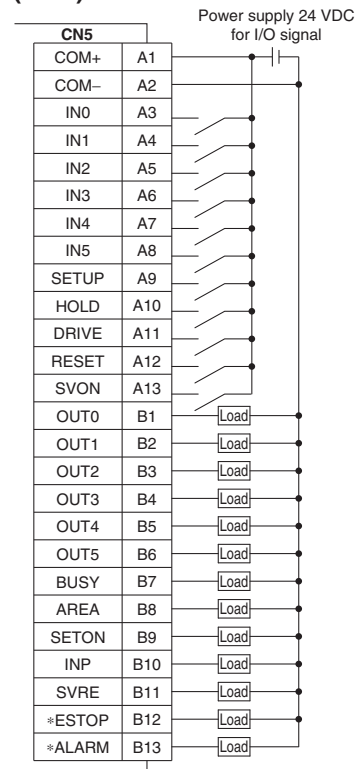 Power supply 24 VDC
for I/O signal
CN5
COM+ A1
COM− A2
IN0 A3
IN1 A4
IN2 A5
IN3 A6
IN4 A7
IN5 A8
SETUP A9
HOLD A10
DRIVE A11
RESET A12
SVON A13
OUT0 B1 Load
OUT1 B2 Load
OUT2 B3 Load
OUT3 B4 Load
OUT4 B5 Load
OUT5 B6 Load
BUSY B7 Load
AREA B8 Load
SETON B9 Load
INP B10 Load
SVRE B11 Load
*ESTOP B12 Load
*ALARM B13 Load